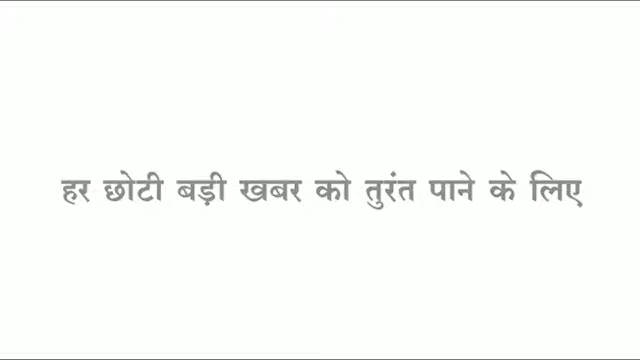 हर छोटी बड़ी खबर को तुरंत पाने के लिए